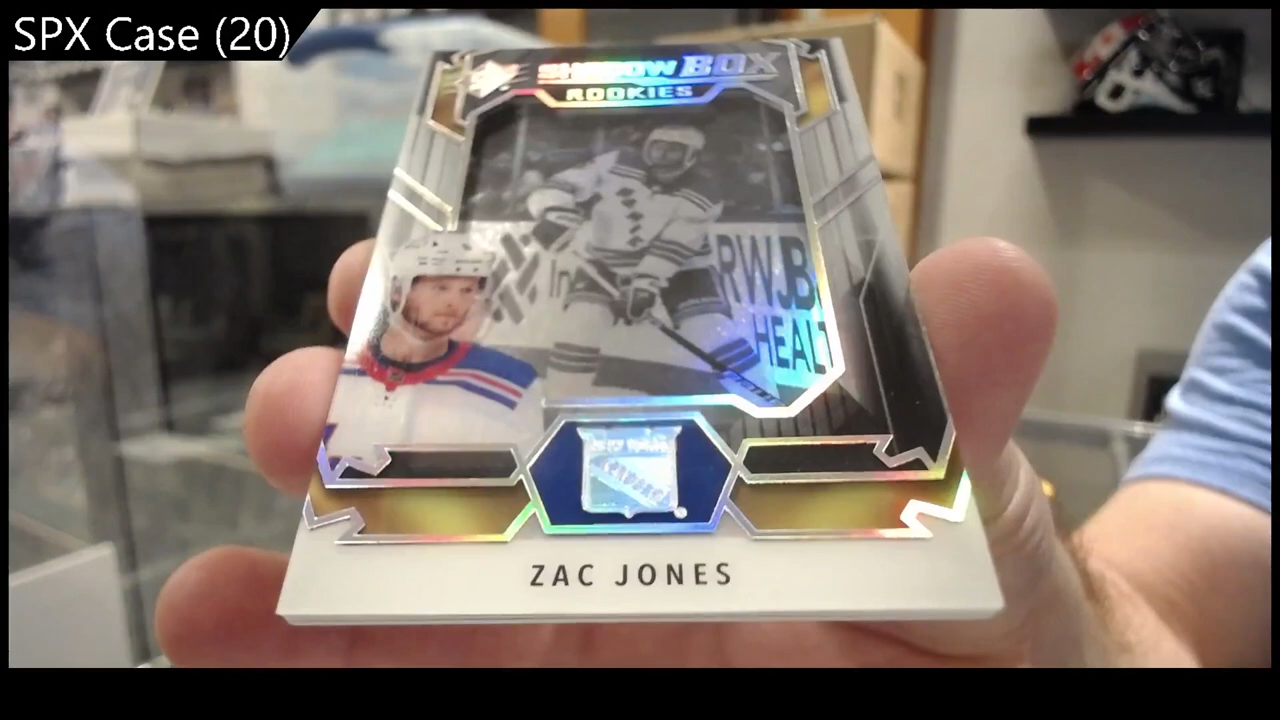 SPX Case (20)
SHADOW BOX
ROOKIES
RWJB
HEALT
ZAC JONES